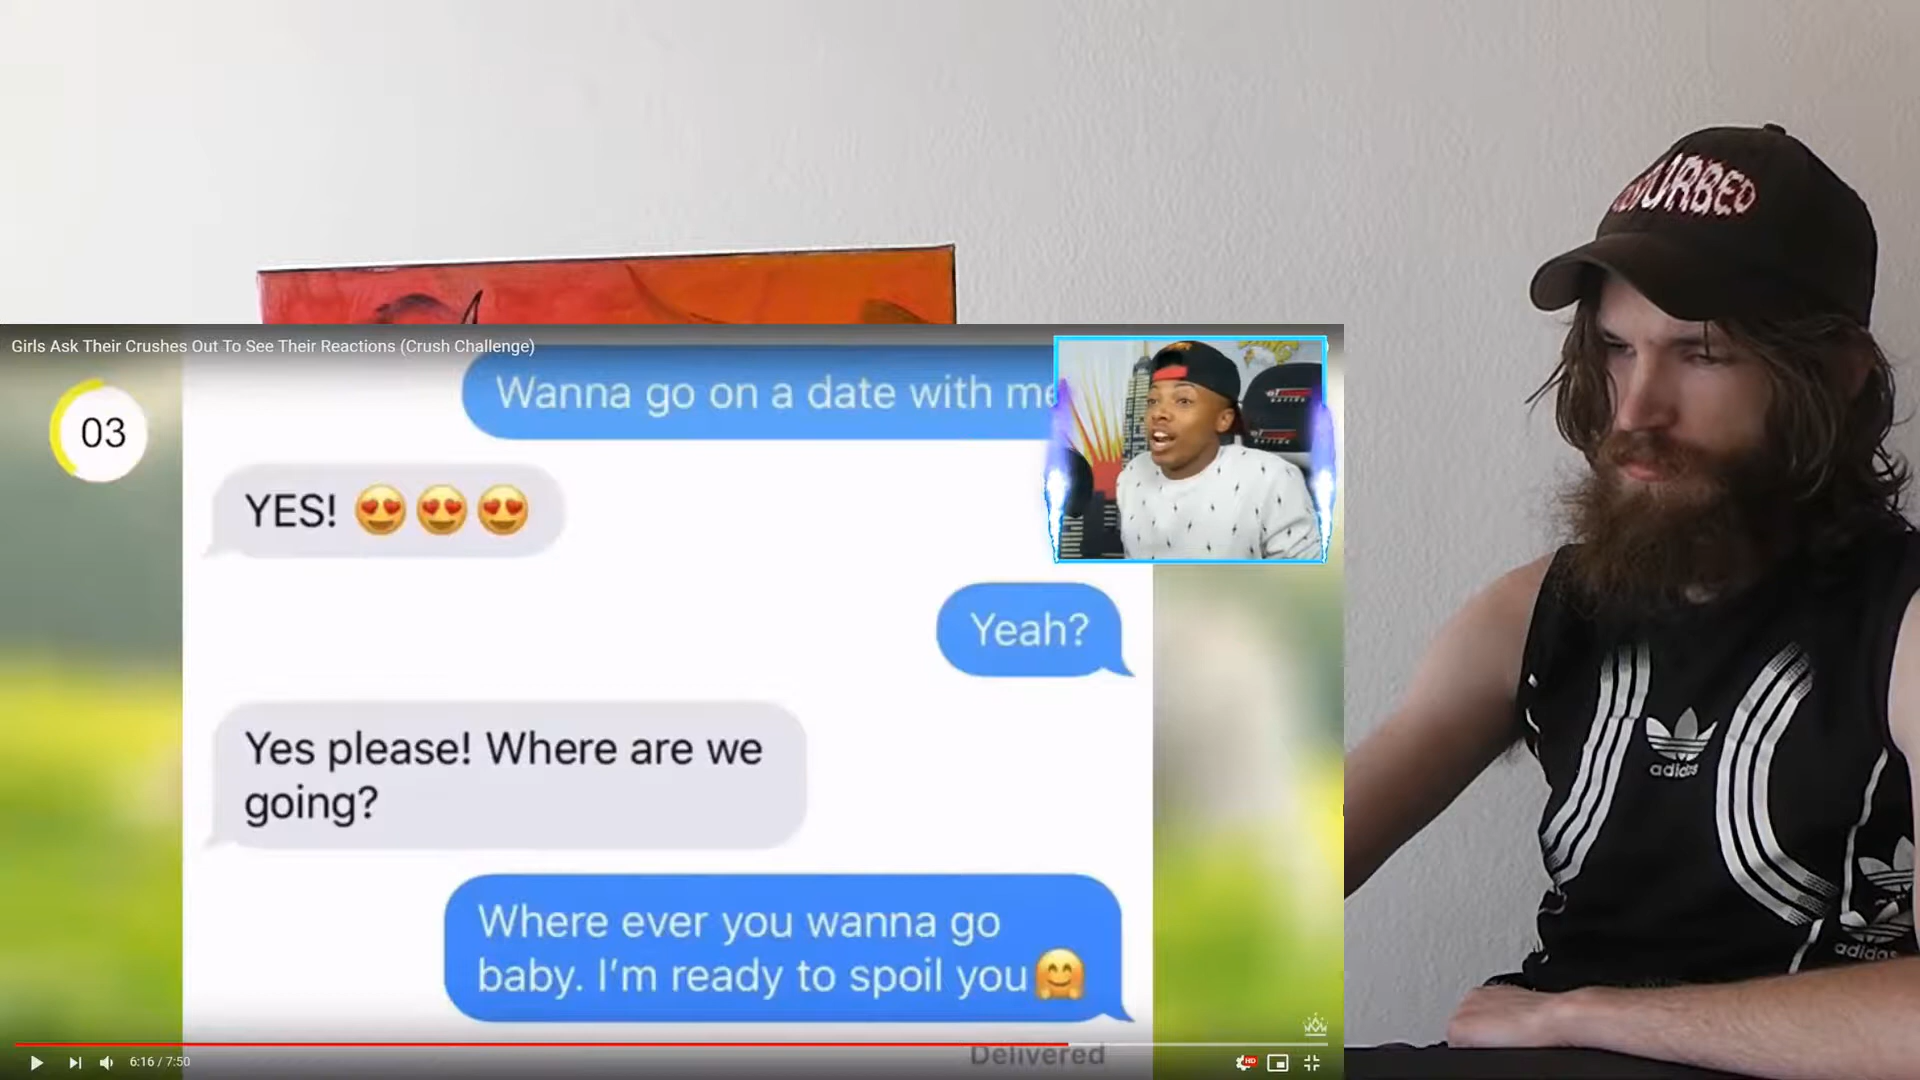 Girls Ask Their Crushes Out To See Their Reactions (Crush Challenge)
03
Wanna go on a date with me
YES! 😍😍😍
Yeah?
Yes please! Where are we
going?
Where ever you wanna go
baby. I'm ready to spoil you🤗
Delivered
6:16 / 7:50
HD
adidas
adidas